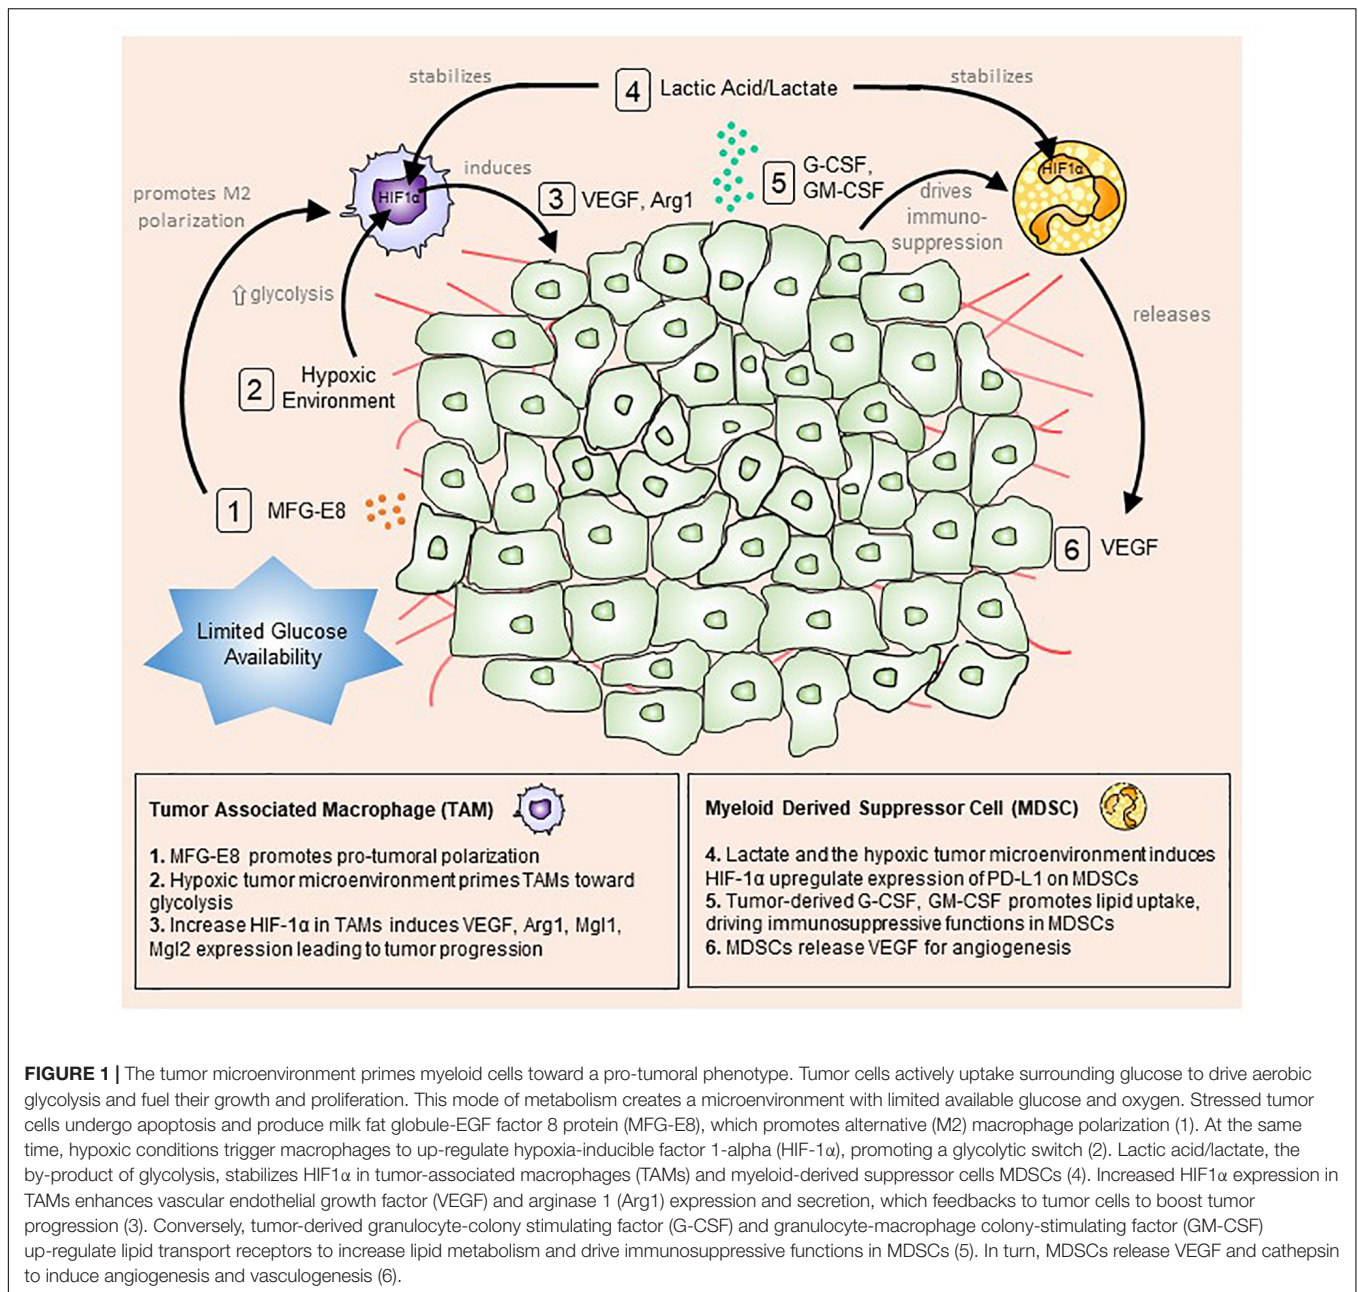 stabilizes
4 Lactic Acid/Lactate
stabilizes
HIF1α
induces
3 VEGF, Arg1
5 G-CSF,
GM-CSF
drives
immuno-
suppression
HIF1α
promotes M2
polarization
⇧ glycolysis
releases
2 Hypoxic
Environment
1 MFG-E8
6 VEGF
Limited Glucose
Availability
Tumor Associated Macrophage (TAM)
1. MFG-E8 promotes pro-tumoral polarization
2. Hypoxic tumor microenvironment primes TAMs toward
glycolysis
3. Increase HIF-1α in TAMs induces VEGF, Arg1, Mgl1,
Mgl2 expression leading to tumor progression
Myeloid Derived Suppressor Cell (MDSC)
4. Lactate and the hypoxic tumor microenvironment induces
HIF-1α upregulate expression of PD-L1 on MDSCs
5. Tumor-derived G-CSF, GM-CSF promotes lipid uptake,
driving immunosuppressive functions in MDSCs
6. MDSCs release VEGF for angiogenesis
FIGURE 1 | The tumor microenvironment primes myeloid cells toward a pro-tumoral phenotype. Tumor cells actively uptake surrounding glucose to drive aerobic
glycolysis and fuel their growth and proliferation. This mode of metabolism creates a microenvironment with limited available glucose and oxygen. Stressed tumor
cells undergo apoptosis and produce milk fat globule-EGF factor 8 protein (MFG-E8), which promotes alternative (M2) macrophage polarization (1). At the same
time, hypoxic conditions trigger macrophages to up-regulate hypoxia-inducible factor 1-alpha (HIF-1α), promoting a glycolytic switch (2). Lactic acid/lactate, the
by-product of glycolysis, stabilizes HIF1α in tumor-associated macrophages (TAMs) and myeloid-derived suppressor cells MDSCs (4). Increased HIF1α expression in
TAMs enhances vascular endothelial growth factor (VEGF) and arginase 1 (Arg1) expression and secretion, which feedbacks to tumor cells to boost tumor
progression (3). Conversely, tumor-derived granulocyte-colony stimulating factor (G-CSF) and granulocyte-macrophage colony-stimulating factor (GM-CSF)
up-regulate lipid transport receptors to increase lipid metabolism and drive immunosuppressive functions in MDSCs (5). In turn, MDSCs release VEGF and cathepsin
to induce angiogenesis and vasculogenesis (6).